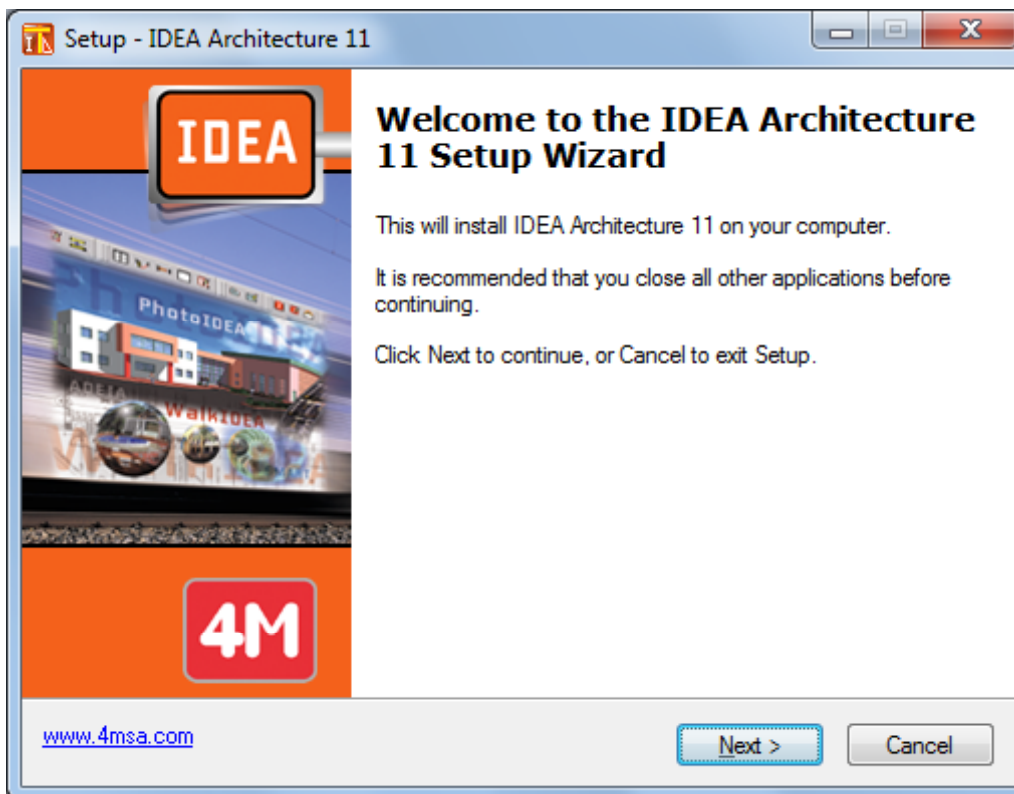 Setup - IDEA Architecture 11
IDEA
Welcome to the IDEA Architecture
11 Setup Wizard
This will install IDEA Architecture 11 on your computer.
It is recommended that you close all other applications before
continuing.
Click Next to continue, or Cancel to exit Setup.
PhotoIDEA
ADEIA
WalkIDEA
4M
www.4msa.com
Next >
Cancel